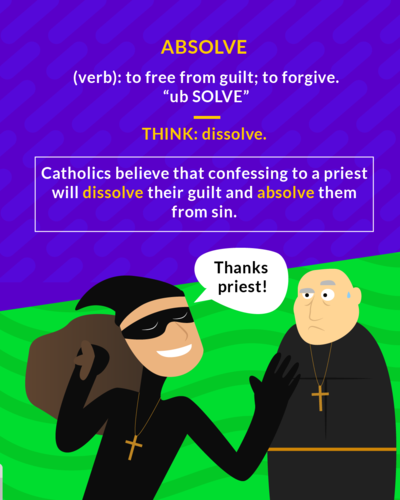 ABSOLVE
(verb): to free from guilt; to forgive.
“ub SOLVE”
THINK: dissolve.
Catholics believe that confessing to a priest
will dissolve their guilt and absolve them
from sin.
Thanks
priest!